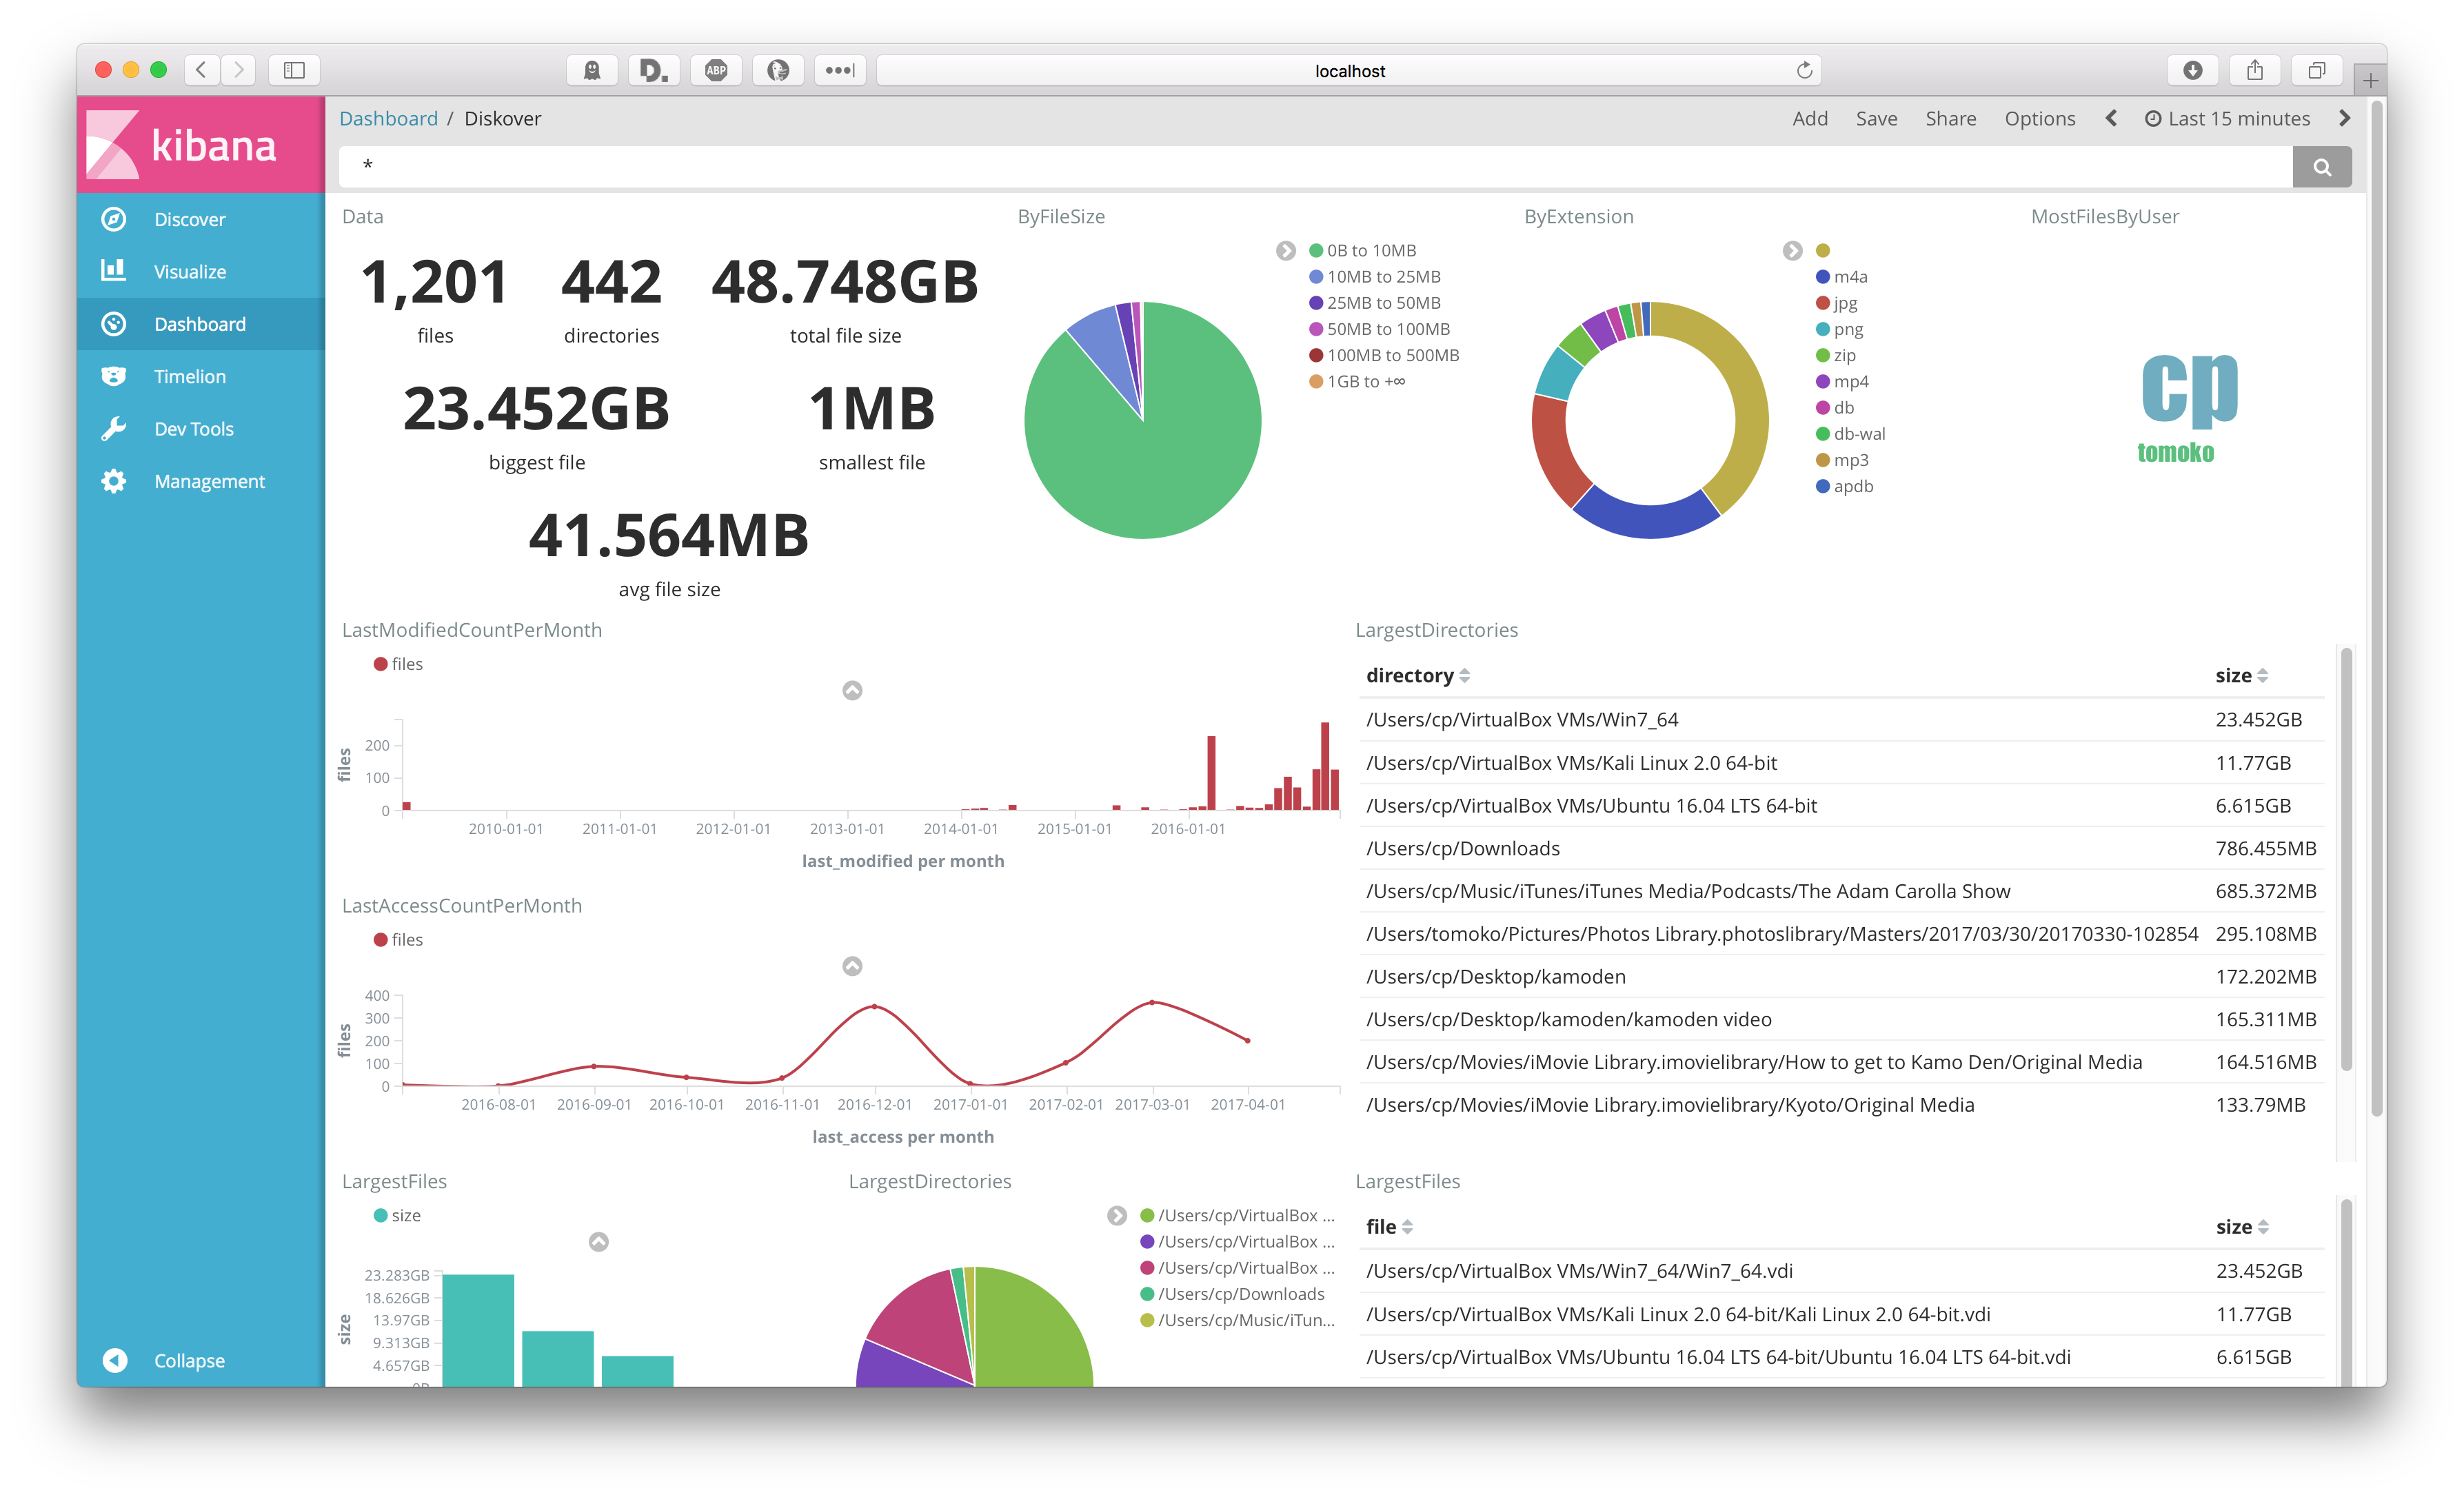 localhost
D.
ABP
kibana
Dashboard / Diskover
Add Save Share Options Last 15 minutes
*
Discover
Visualize
Dashboard
Timelion
Dev Tools
Management
Collapse
Data
1,201 442 48.748GB
files directories total file size
23.452GB 1MB
biggest file smallest file
41.564MB
avg file size
ByFileSize
0B to 10MB
10MB to 25MB
25MB to 50MB
50MB to 100MB
100MB to 500MB
1GB to +∞
ByExtension
m4a
jpg
png
zip
mp4
db
db-wal
mp3
apdb
MostFilesByUser
cp
tomoko
LastModifiedCountPerMonth
files
files
200
100
0
2010-01-01 2011-01-01 2012-01-01 2013-01-01 2014-01-01 2015-01-01 2016-01-01
last_modified per month
LastAccessCountPerMonth
files
files
400
300
200
100
0
2016-08-01 2016-09-01 2016-10-01 2016-11-01 2016-12-01 2017-01-01 2017-02-01 2017-03-01 2017-04-01
last_access per month
LargestDirectories
directory size
/Users/cp/VirtualBox VMs/Win7_64 23.452GB
/Users/cp/VirtualBox VMs/Kali Linux 2.0 64-bit 11.77GB
/Users/cp/VirtualBox VMs/Ubuntu 16.04 LTS 64-bit 6.615GB
/Users/cp/Downloads 786.455MB
/Users/cp/Music/iTunes/iTunes Media/Podcasts/The Adam Carolla Show 685.372MB
/Users/tomoko/Pictures/Photos Library.photoslibrary/Masters/2017/03/30/20170330-102854 295.108MB
/Users/cp/Desktop/kamoden 172.202MB
/Users/cp/Desktop/kamoden/kamoden video 165.311MB
/Users/cp/Movies/iMovie Library.imovielibrary/How to get to Kamo Den/Original Media 164.516MB
/Users/cp/Movies/iMovie Library.imovielibrary/Kyoto/Original Media 133.79MB
LargestFiles
size
size
23.283GB
18.626GB
13.97GB
9.313GB
4.657GB
0B
LargestDirectories
/Users/cp/VirtualBox ...
/Users/cp/VirtualBox ...
/Users/cp/VirtualBox ...
/Users/cp/Downloads
/Users/cp/Music/iTun...
LargestFiles
file size
/Users/cp/VirtualBox VMs/Win7_64/Win7_64.vdi 23.452GB
/Users/cp/VirtualBox VMs/Kali Linux 2.0 64-bit/Kali Linux 2.0 64-bit.vdi 11.77GB
/Users/cp/VirtualBox VMs/Ubuntu 16.04 LTS 64-bit/Ubuntu 16.04 LTS 64-bit.vdi 6.615GB